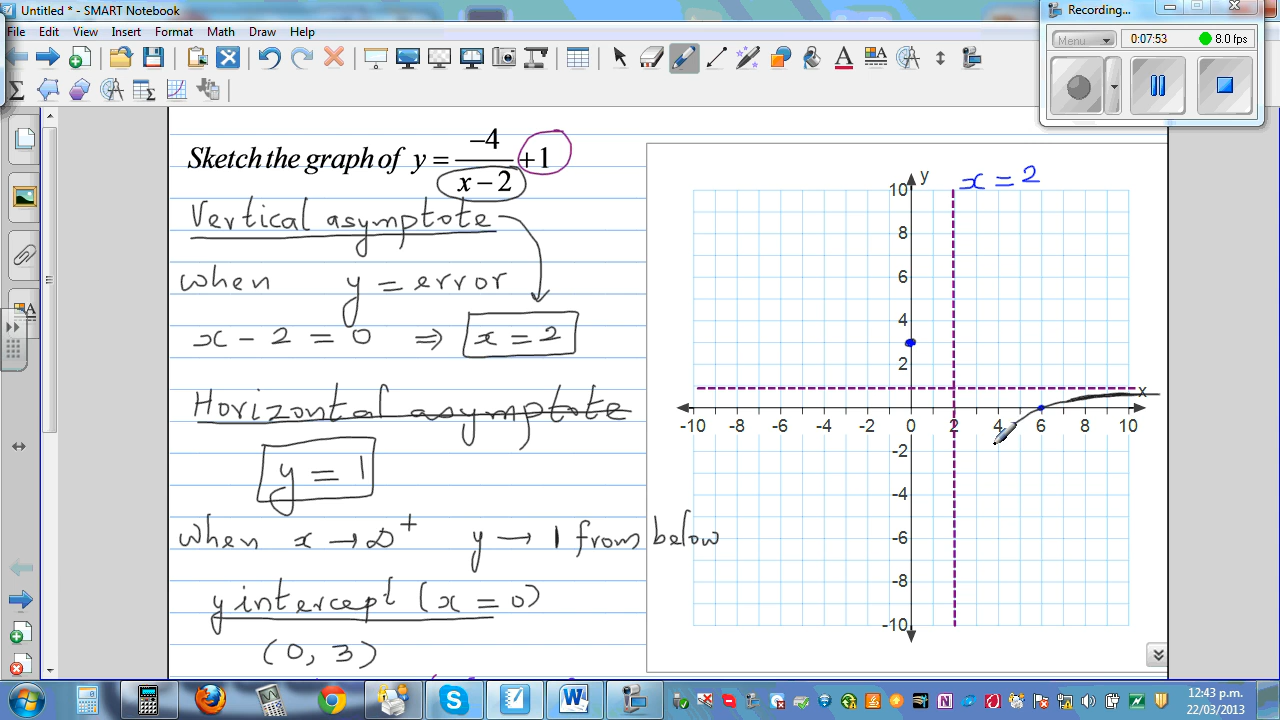 Untitled * - SMART Notebook
Recording...
File Edit View Insert Format Math Draw Help
Menu 0:07:53 8.0 fps
Sketch the graph of y = -4/(x-2) +1
Vertical asymptote
when y = error
x - 2 = 0 ⇒ x = 2
Horizontal asymptote
y = 1
when x → ∞+ y → 1 from below
y intercept (x = 0)
(0, 3)
y
x = 2
10
8
6
4
2
x
-10 -8 -6 -4 -2 0 2 4 6 8 10
-2
-4
-6
-8
-10
12:43 p.m.
22/03/2013